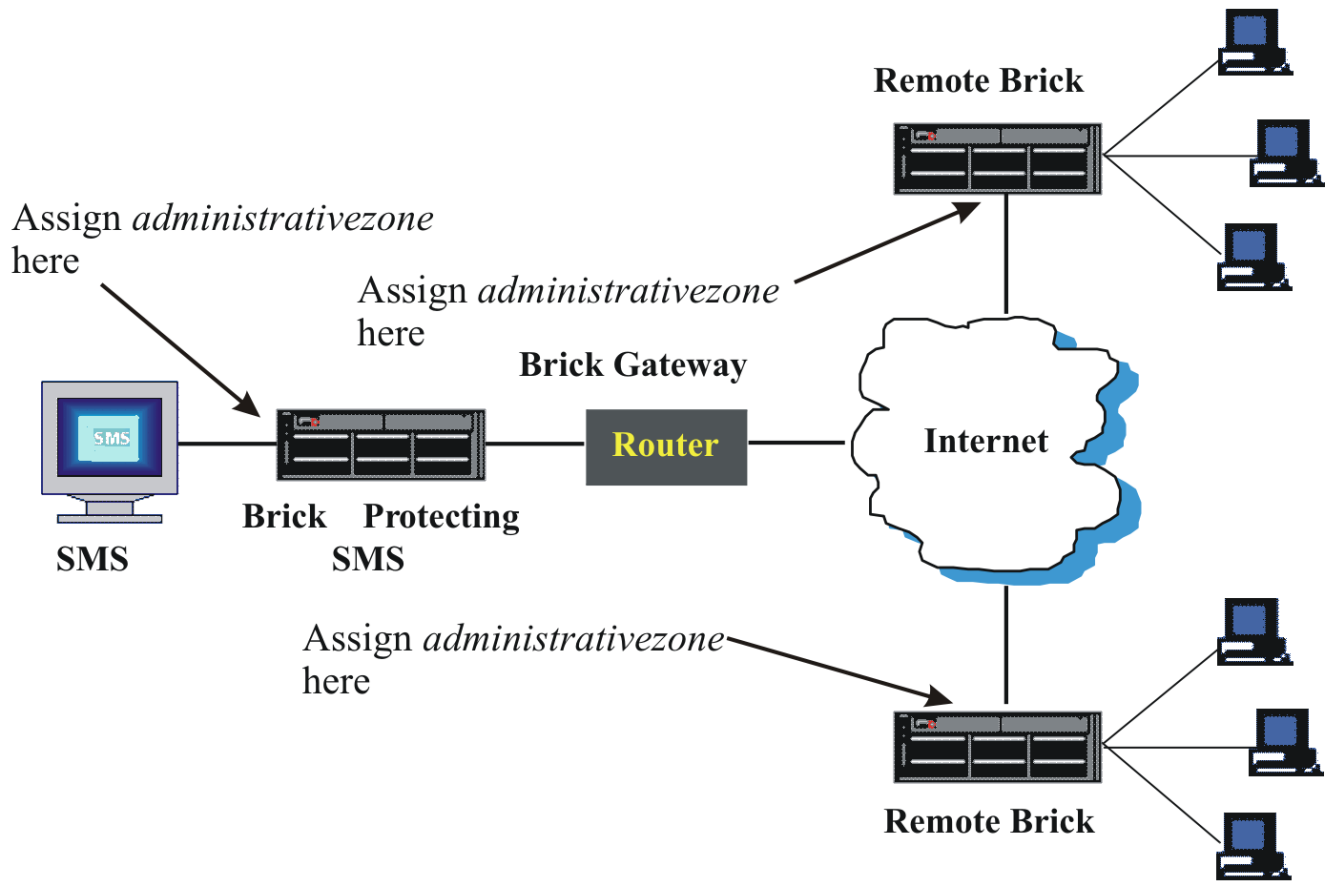 Remote Brick
Assign administrativezone
here
Assign administrativezone
here
Brick Gateway
SMS
Router
Internet
Brick Protecting
SMS
SMS
Assign administrativezone
here
Remote Brick